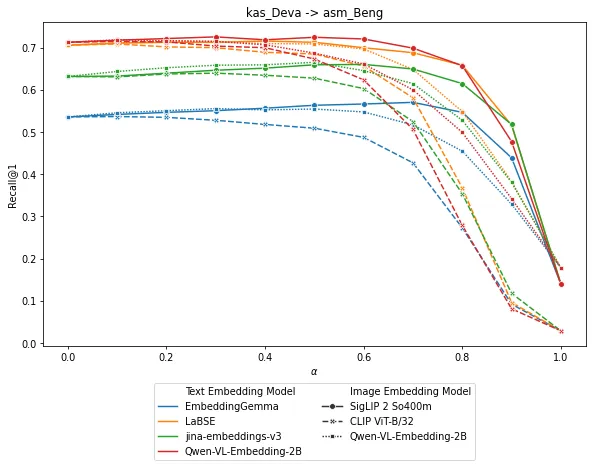 kas_Deva -> asm_Beng
Recall@1
0.7
0.6
0.5
0.4
0.3
0.2
0.1
0.0
0.0 0.2 0.4 0.6 0.8 1.0
α
Text Embedding Model
EmbeddingGemma
LaBSE
jina-embeddings-v3
Qwen-VL-Embedding-2B
Image Embedding Model
SigLIP 2 So400m
CLIP ViT-B/32
Qwen-VL-Embedding-2B